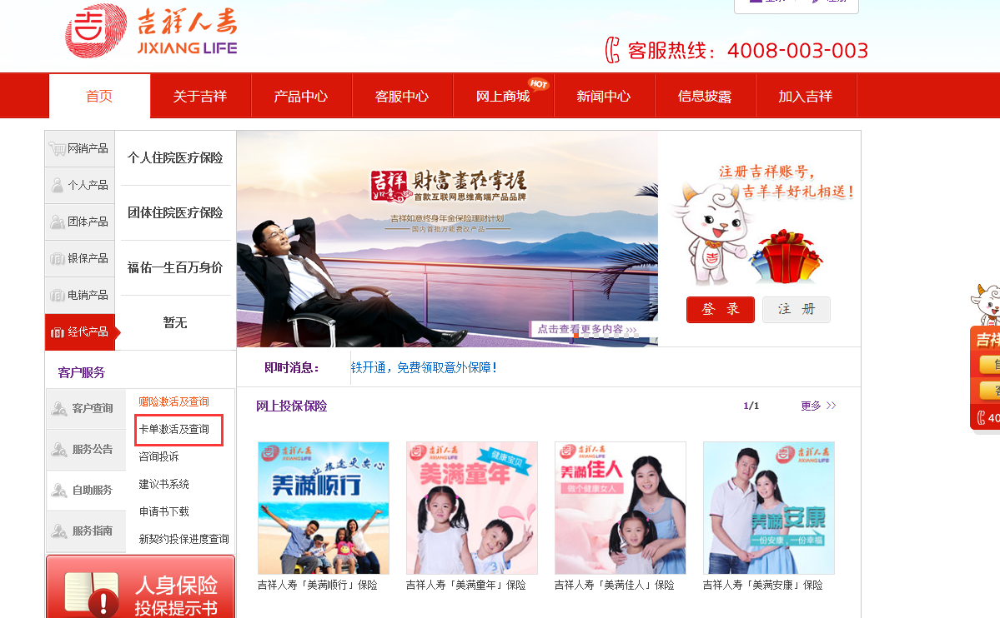 吉祥人寿
JIXIANG LIFE
客服热线：4008-003-003
首页
关于吉祥
产品中心
客服中心
网上商城
HOT
新闻中心
信息披露
加入吉祥
网销产品
个人产品
团体产品
银保产品
电销产品
经代产品
个人住院医疗保险
团体住院医疗保险
福佑一生百万身价
暂无
吉祥
如意
财富盡在掌握
首款互联网思维高端产品品牌
吉祥如意终身年金保险理财计划
国内首批万能费改产品
点击查看更多内容 >>>
注册吉祥账号，
吉羊羊好礼相送！
登 录
注 册
即时消息：
铁开通，免费领取意外保障！
客户服务
客户查询
服务公告
自助服务
服务指南
赠险激活及查询
卡单激活及查询
咨询投诉
建议书系统
申请书下载
新契约投保进度查询
人身保险
投保提示书
网上投保保险
1/1
更多 >>
吉祥人寿
JIXIANG LIFE
让旅途更安心
美满顺行
吉祥人寿「美满顺行」保险
吉祥人寿
JIXIANG LIFE
健康宝贝
美满童年
吉祥人寿「美满童年」保险
吉祥人寿
JIXIANG LIFE
美满佳人
做个健康女人
吉祥人寿「美满佳人」保险
吉祥人寿
JIXIANG LIFE
美满安康
一份安康，一份幸福
吉祥人寿「美满安康」保险
吉祥
40